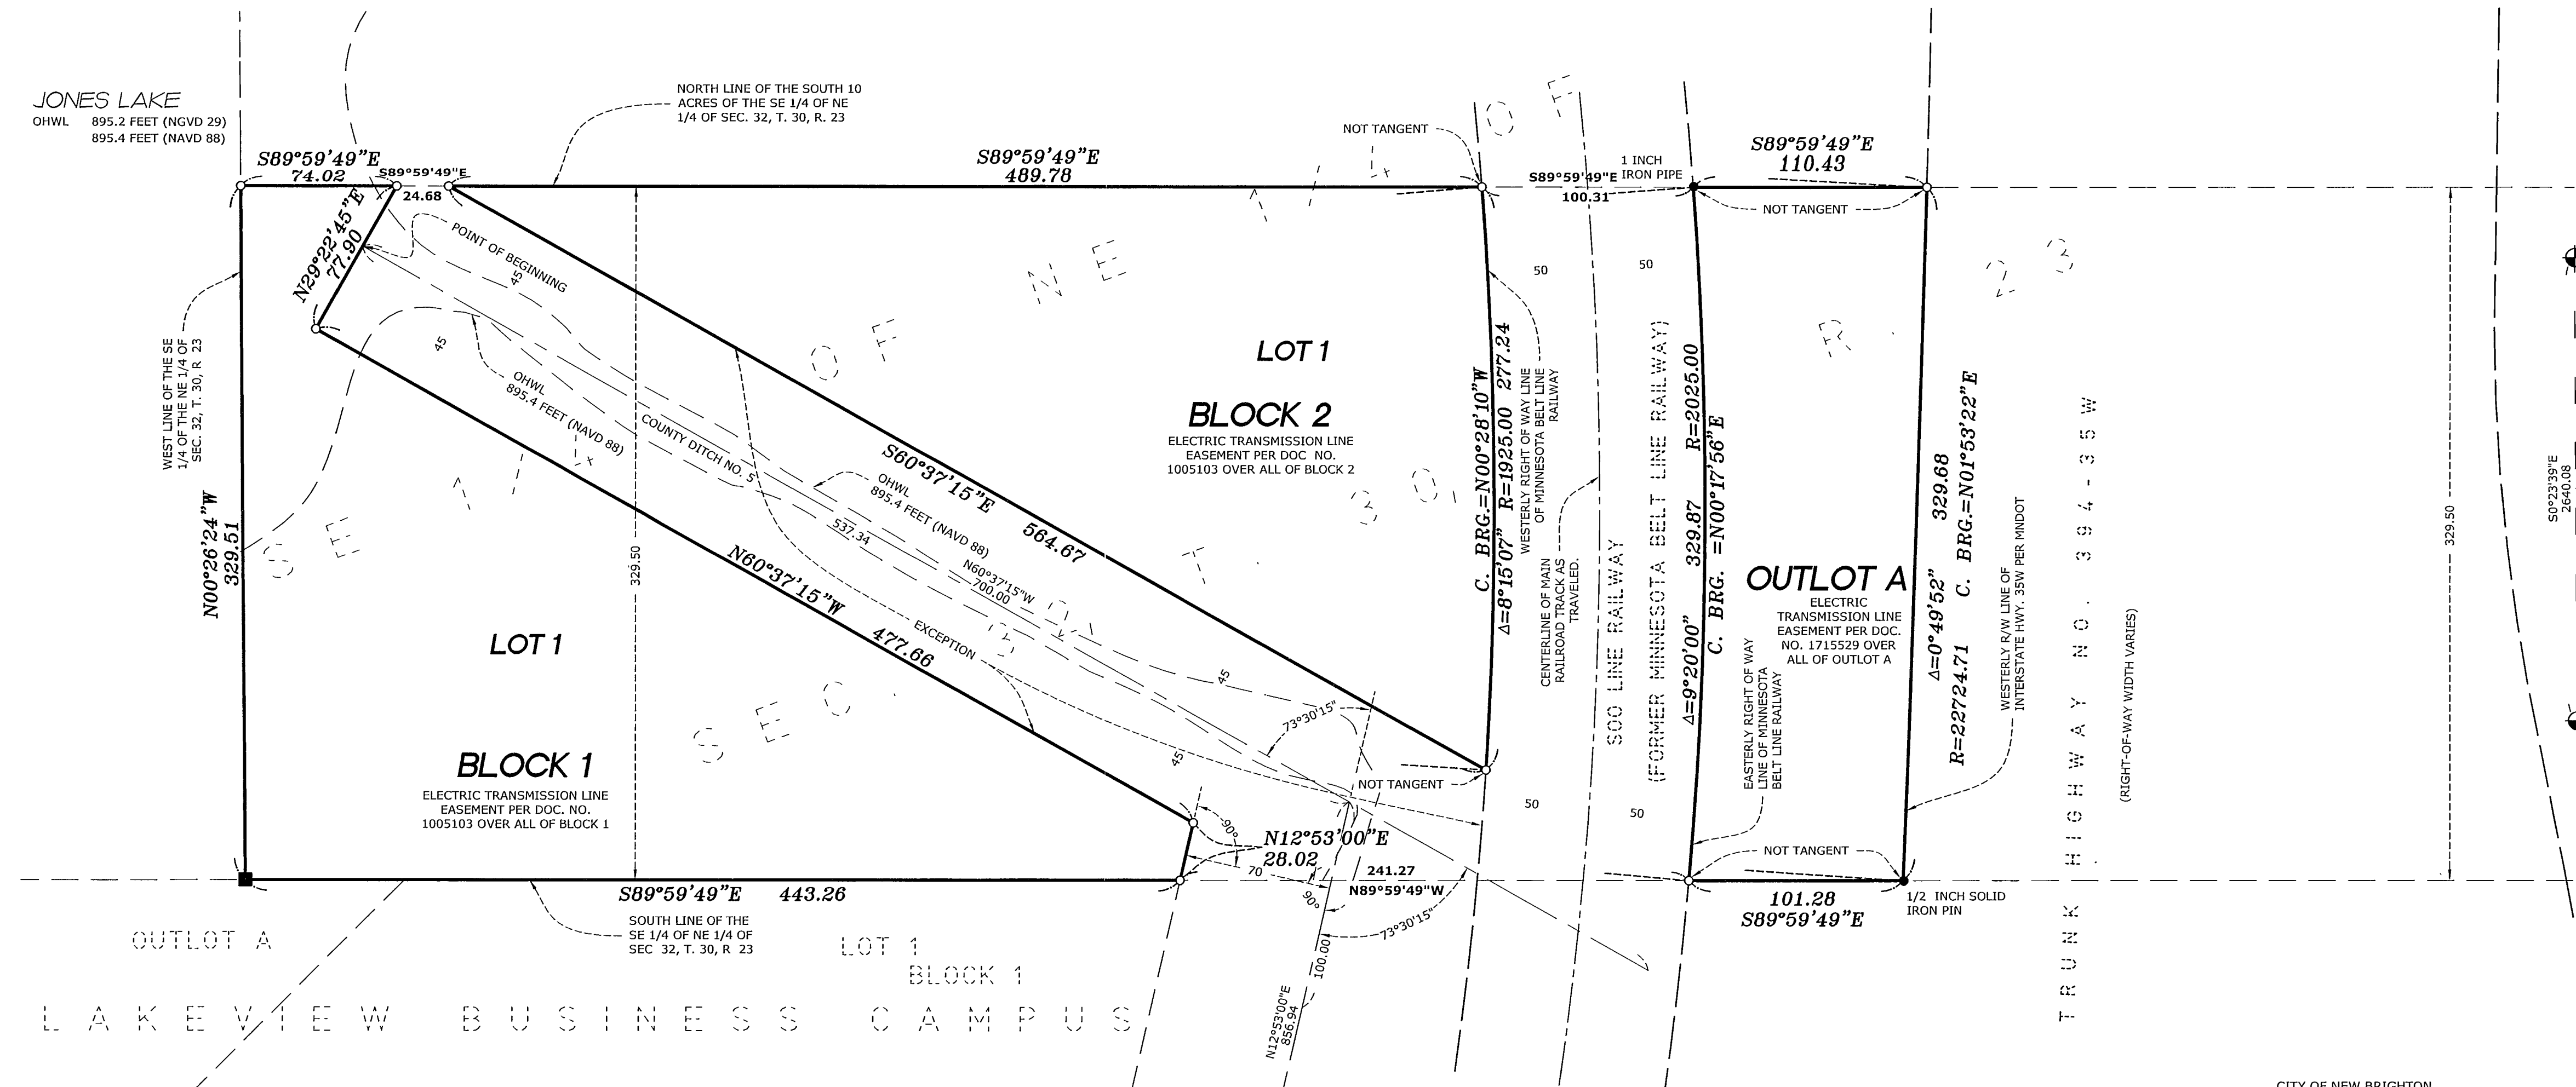 JONES LAKE
OHWL 895.2 FEET (NGVD 29)
895.4 FEET (NAVD 88)
NORTH LINE OF THE SOUTH 10
ACRES OF THE SE 1/4 OF NE
1/4 OF SEC. 32, T. 30, R. 23
S89°59'49"E
74.02
S89°59'49"E
24.68
S89°59'49"E
489.78
NOT TANGENT
S89°59'49"E
100.31
1 INCH
IRON PIPE
S89°59'49"E
110.43
NOT TANGENT
N29°22'45"E
77.90
POINT OF BEGINNING
45
45
WEST LINE OF THE SE
1/4 OF THE NE 1/4 OF
SEC. 32, T. 30, R 23
N00°26'24"W
329.51
OHWL
895.4 FEET (NAVD 88)
COUNTY DITCH NO. 5
329.50
537.34
OHWL
895.4 FEET (NAVD 88)
N60°37'15"W
700.00
S60°37'15"E 564.67
N60°37'15"W 477.66
EXCEPTION
SE 1/4 OF NE 1/4 OF
SEC. 32, T. 30, R. 23
LOT 1
BLOCK 2
ELECTRIC TRANSMISSION LINE
EASEMENT PER DOC NO.
1005103 OVER ALL OF BLOCK 2
LOT 1
BLOCK 1
ELECTRIC TRANSMISSION LINE
EASEMENT PER DOC. NO.
1005103 OVER ALL OF BLOCK 1
C. BRG.=N00°28'10"W
Δ=8°15'07" R=1925.00 277.24
WESTERLY RIGHT OF WAY LINE
OF MINNESOTA BELT LINE
RAILWAY
50
50
CENTERLINE OF MAIN
RAILROAD TRACK AS
TRAVELED.
SOO LINE RAILWAY
(FORMER MINNESOTA BELT LINE RAILWAY)
Δ=9°20'00" 329.87 R=2025.00
C. BRG. =N00°17'56"E
EASTERLY RIGHT OF WAY
LINE OF MINNESOTA
BELT LINE RAILWAY
50
50
OUTLOT A
ELECTRIC
TRANSMISSION LINE
EASEMENT PER DOC.
NO. 1715529 OVER
ALL OF OUTLOT A
Δ=0°49'52" 329.68
R=22724.71 C. BRG.=N01°53'22"E
WESTERLY R/W LINE OF
INTERSTATE HWY. 35W PER MNDOT
TRUNK HIGHWAY NO. 394-35W
(RIGHT-OF-WAY WIDTH VARIES)
329.50
S0°23'39"E
2640.08
45
45
73°30'15"
NOT TANGENT
90°
N12°53'00"E
28.02
70
90°
241.27
N89°59'49"W
73°30'15"
100.00
N12°53'00"E
856.94
NOT TANGENT
101.28
S89°59'49"E
1/2 INCH SOLID
IRON PIN
S89°59'49"E 443.26
SOUTH LINE OF THE
SE 1/4 OF NE 1/4 OF
SEC 32, T. 30, R 23
OUTLOT A
LOT 1
BLOCK 1
LAKEVIEW BUSINESS CAMPUS
CITY OF NEW BRIGHTON